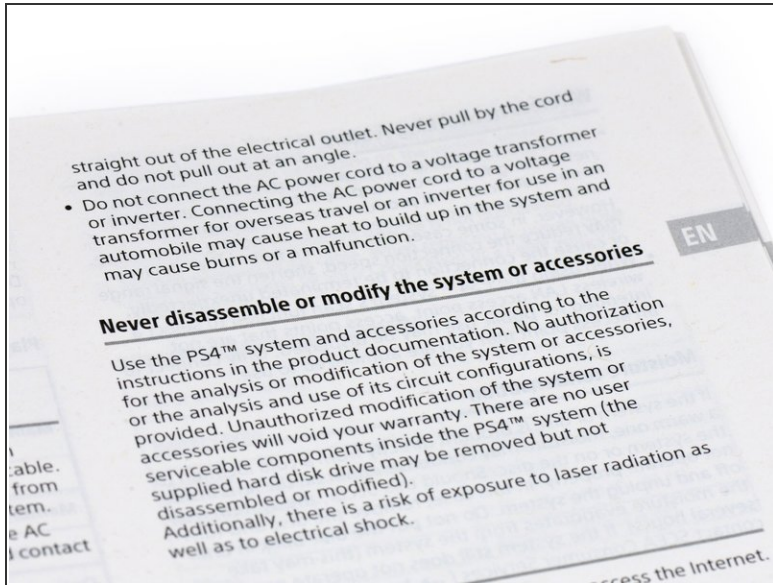 straight out of the electrical outlet. Never pull by the cord
and do not pull out at an angle.
• Do not connect the AC power cord to a voltage transformer
or inverter. Connecting the AC power cord to a voltage
transformer for overseas travel or an inverter for use in an
automobile may cause heat to build up in the system and
may cause burns or a malfunction.
EN
Never disassemble or modify the system or accessories
Use the PS4™ system and accessories according to the
instructions in the product documentation. No authorization
for the analysis or modification of the system or accessories,
or the analysis and use of its circuit configurations, is
provided. Unauthorized modification of the system or
accessories will void your warranty. There are no user
serviceable components inside the PS4™ system (the
supplied hard disk drive may be removed but not
disassembled or modified).
Additionally, there is a risk of exposure to laser radiation as
well as to electrical shock.
from
AC
contact
the Internet.